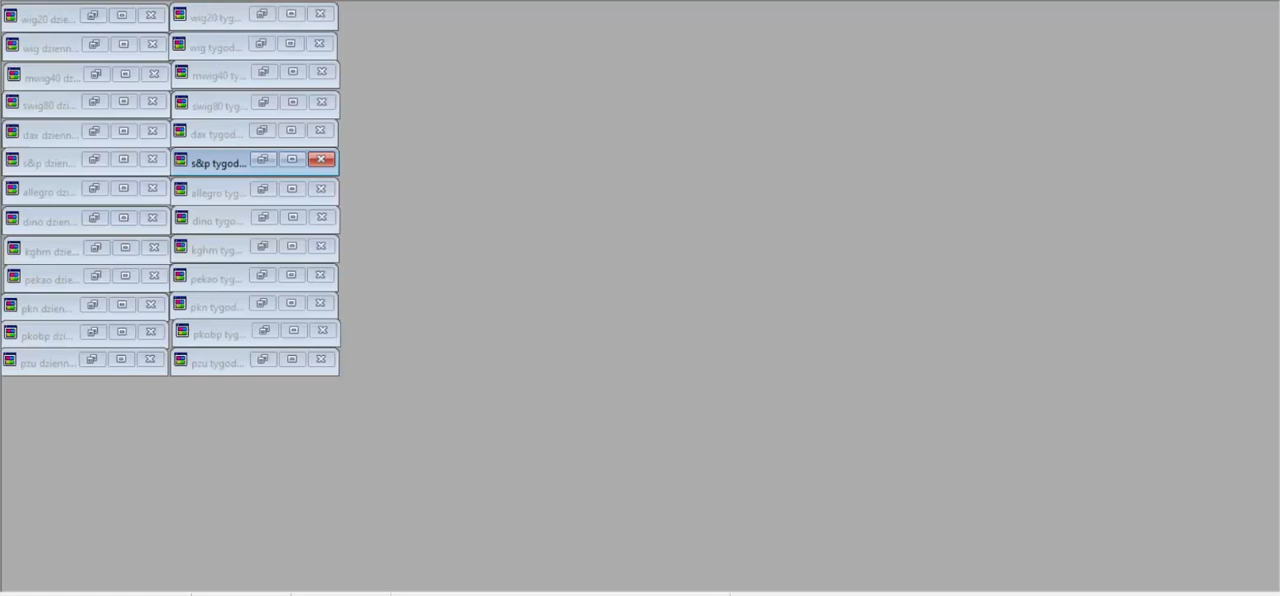 wig20 dzie... wig20 tyg...
wig dzienn... wig tygod...
mwig40 dz... mwig40 ty...
swig80 dzi... swig80 tyg...
dax dzienn... dax tygod...
s&p dzien... s&p tygod...
allegro dzi... allegro tyg...
dino dzien... dino tygo...
kghm dzie... kghm tyg...
pekao dzie... pekao tyg...
pkn dzien... pkn tygod...
pkobp dzi... pkobp tyg...
pzu dzienn... pzu tygod...